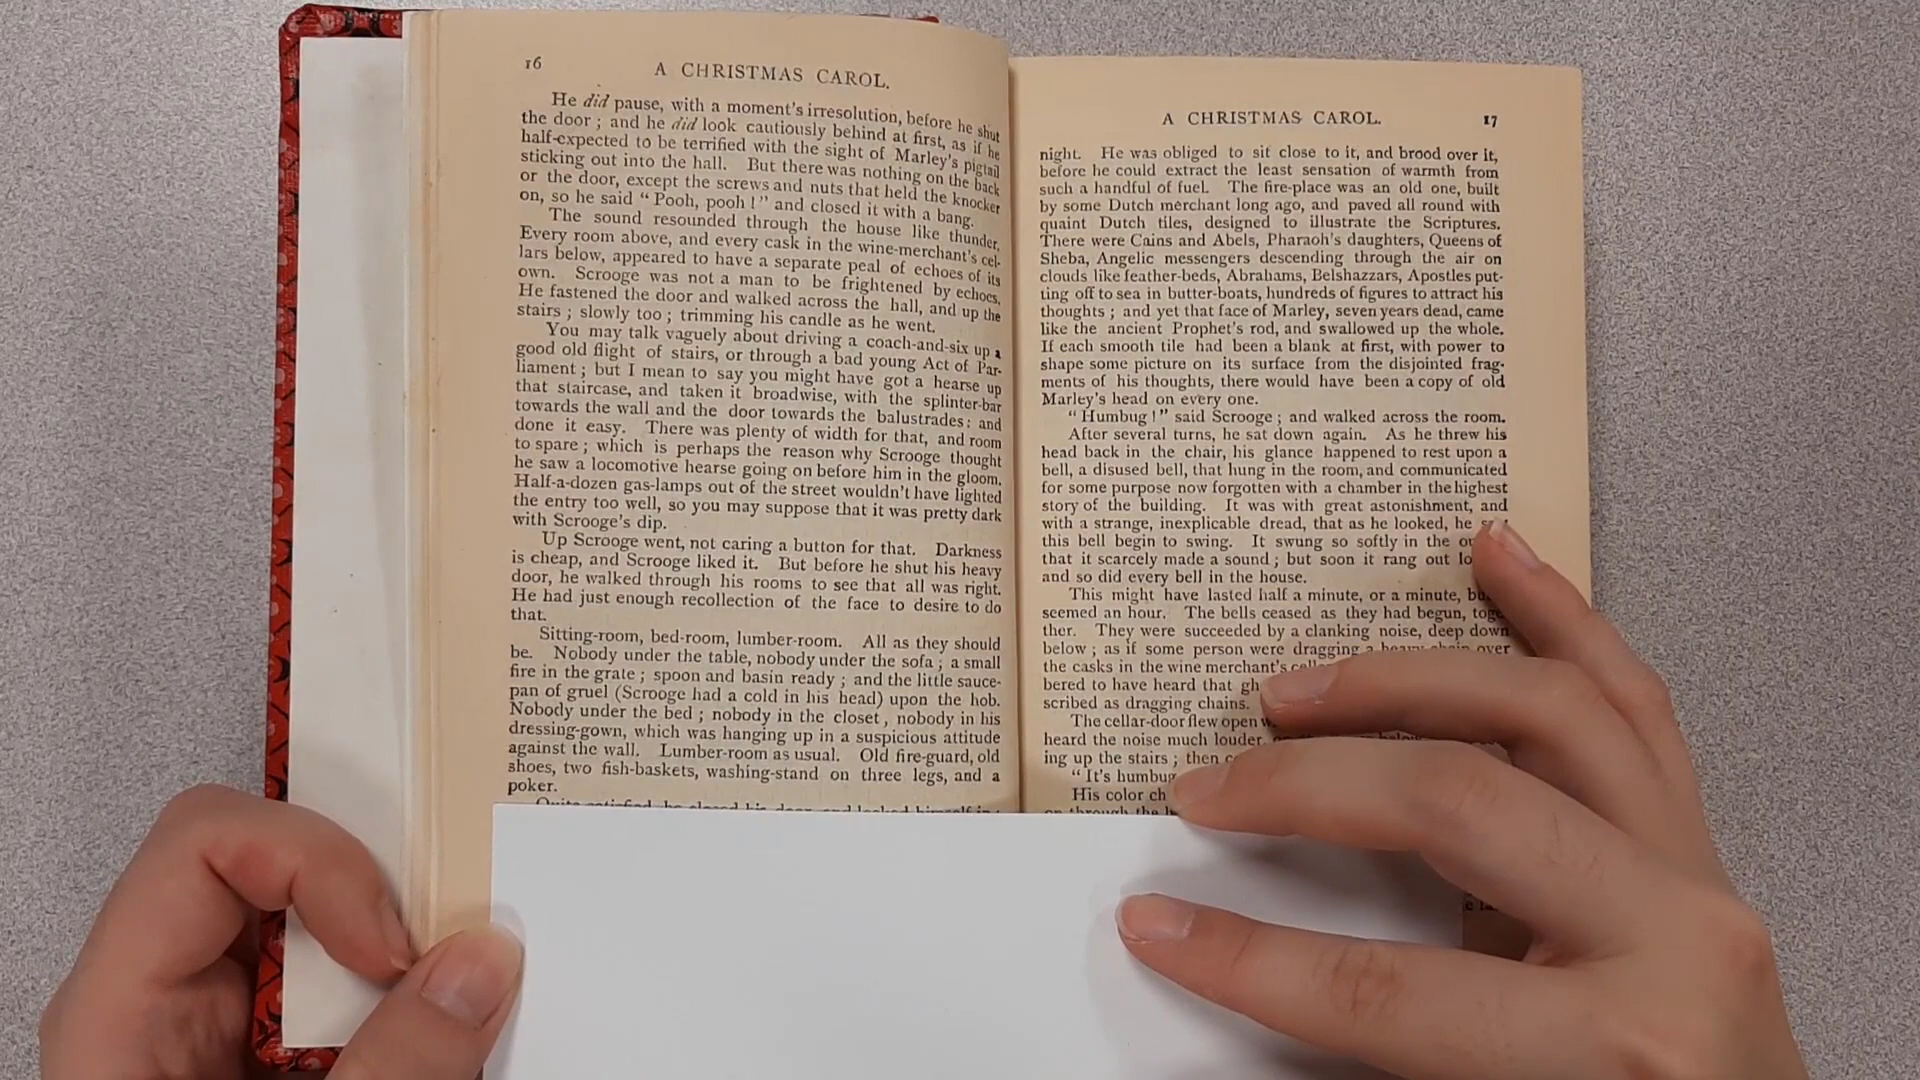 16
A CHRISTMAS CAROL.
He did pause, with a moment's irresolution, before he shut
the door ; and he did look cautiously behind at first, as if he
half-expected to be terrified with the sight of Marley's pigtail
sticking out into the hall. But there was nothing on the back
or the door, except the screws and nuts that held the knocker
on, so he said “ Pooh, pooh ! ” and closed it with a bang.
The sound resounded through the house like thunder.
Every room above, and every cask in the wine-merchant's cel-
lars below, appeared to have a separate peal of echoes of its
own. Scrooge was not a man to be frightened by echoes,
He fastened the door and walked across the hall, and up the
stairs ; slowly too ; trimming his candle as he went.
You may talk vaguely about driving a coach-and-six up a
good old flight of stairs, or through a bad young Act of Par-
liament ; but I mean to say you might have got a hearse up
that staircase, and taken it broadwise, with the splinter-bar
towards the wall and the door towards the balustrades: and
done it easy. There was plenty of width for that, and room
to spare ; which is perhaps the reason why Scrooge thought
he saw a locomotive hearse going on before him in the gloom.
Half-a-dozen gas-lamps out of the street wouldn't have lighted
the entry too well, so you may suppose that it was pretty dark
with Scrooge's dip.
Up Scrooge went, not caring a button for that. Darkness
is cheap, and Scrooge liked it. But before he shut his heavy
door, he walked through his rooms to see that all was right.
He had just enough recollection of the face to desire to do
that.
Sitting-room, bed-room, lumber-room. All as they should
be. Nobody under the table, nobody under the sofa ; a small
fire in the grate ; spoon and basin ready ; and the little sauce-
pan of gruel (Scrooge had a cold in his head) upon the hob.
Nobody under the bed ; nobody in the closet, nobody in his
dressing-gown, which was hanging up in a suspicious attitude
against the wall. Lumber-room as usual. Old fire-guard, old
shoes, two fish-baskets, washing-stand on three legs, and a
poker.
Quite satisfied, he closed his door, and locked himself in ;
A CHRISTMAS CAROL.
17
night. He was obliged to sit close to it, and brood over it,
before he could extract the least sensation of warmth from
such a handful of fuel. The fire-place was an old one, built
by some Dutch merchant long ago, and paved all round with
quaint Dutch tiles, designed to illustrate the Scriptures.
There were Cains and Abels, Pharaoh's daughters, Queens of
Sheba, Angelic messengers descending through the air on
clouds like feather-beds, Abrahams, Belshazzars, Apostles put-
ting off to sea in butter-boats, hundreds of figures to attract his
thoughts ; and yet that face of Marley, seven years dead, came
like the ancient Prophet's rod, and swallowed up the whole.
If each smooth tile had been a blank at first, with power to
shape some picture on its surface from the disjointed frag-
ments of his thoughts, there would have been a copy of old
Marley's head on every one.
“ Humbug ! ” said Scrooge ; and walked across the room.
After several turns, he sat down again. As he threw his
head back in the chair, his glance happened to rest upon a
bell, a disused bell, that hung in the room, and communicated
for some purpose now forgotten with a chamber in the highest
story of the building. It was with great astonishment, and
with a strange, inexplicable dread, that as he looked, he
this bell begin to swing. It swung so softly in the
that it scarcely made a sound ; but soon it rang out
and so did every bell in the house.
This might have lasted half a minute, or a minute,
seemed an hour. The bells ceased as they had begun, toge
ther. They were succeeded by a clanking noise, deep down
below ; as if some person were dragging a heavy chain over
the casks in the wine merchant's
bered to have heard that
scribed as dragging chains.
The cellar-door flew open
heard the noise much louder,
ing up the stairs ; then
“ It's humbug
His color
on through the